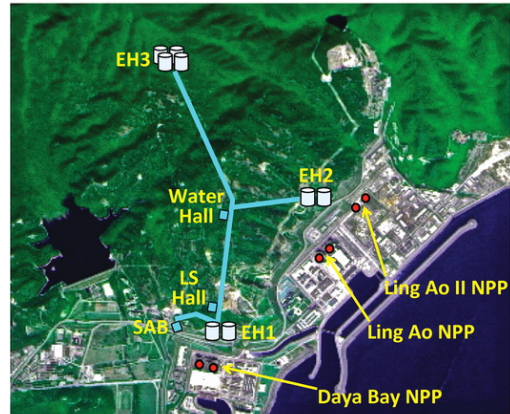 EH3
EH2
Water
Hall
Ling Ao II NPP
LS
Hall
SAB
EH1
Ling Ao NPP
Daya Bay NPP